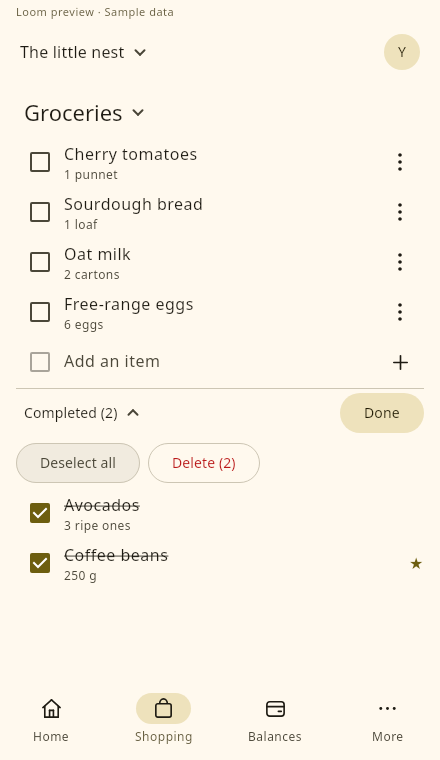 Loom preview · Sample data
The little nest
Y
Groceries
Cherry tomatoes
1 punnet
Sourdough bread
1 loaf
Oat milk
2 cartons
Free-range eggs
6 eggs
Add an item
Completed (2)
Done
Deselect all
Delete (2)
Avocados
3 ripe ones
Coffee beans
250 g
Home
Shopping
Balances
More